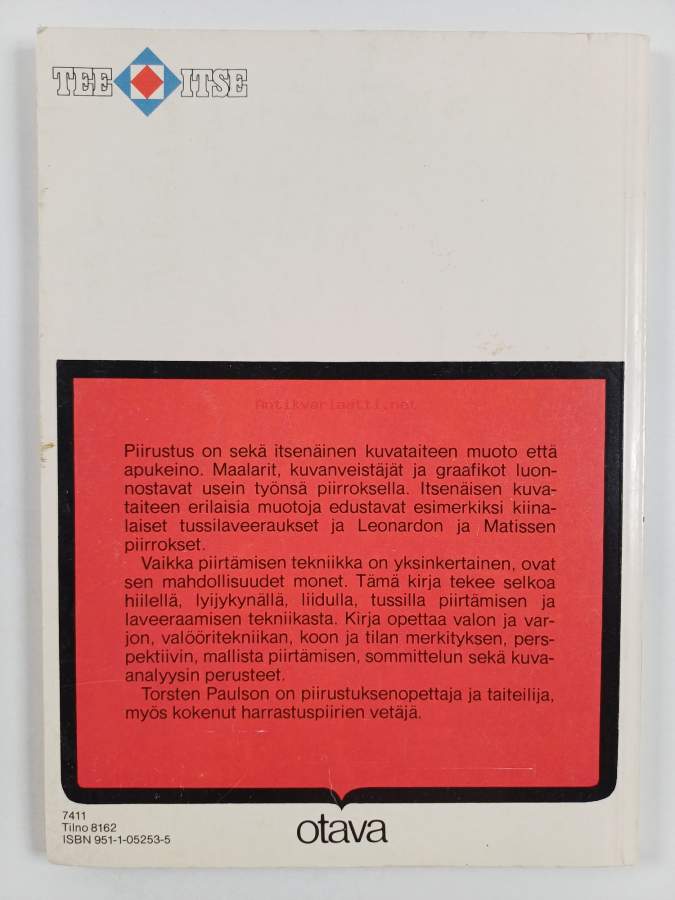 TEE ITSE
Antikvariaatti.net
Piirustus on sekä itsenäinen kuvataiteen muoto että
apukeino. Maalarit, kuvanveistäjät ja graafikot luon-
nostavat usein työnsä piirroksella. Itsenäisen kuva-
taiteen erilaisia muotoja edustavat esimerkiksi kiina-
laiset tussilaveeraukset ja Leonardon ja Matissen
piirrokset.
Vaikka piirtämisen tekniikka on yksinkertainen, ovat
sen mahdollisuudet monet. Tämä kirja tekee selkoa
hiilellä, lyijykynällä, liidulla, tussilla piirtämisen ja
laveeraamisen tekniikasta. Kirja opettaa valon ja var-
jon, valööritekniikan, koon ja tilan merkityksen, pers-
pektiivin, mallista piirtämisen, sommittelun sekä kuva-
analyysin perusteet.
Torsten Paulson on piirustuksenopettaja ja taiteilija,
myös kokenut harrastuspiirien vetäjä.
7411
Tilno 8162
ISBN 951-1-05253-5
otava